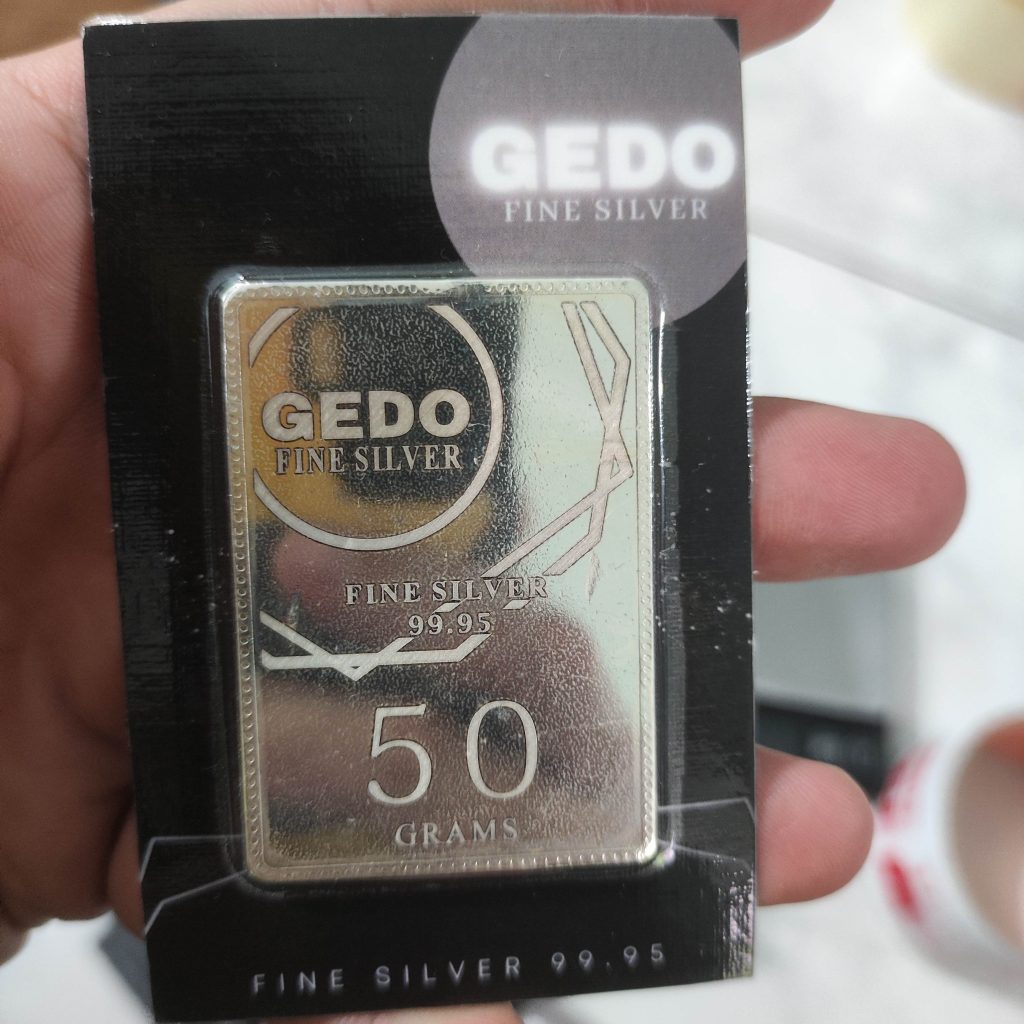 GEDO
FINE SILVER
GEDO
FINE SILVER
FINE SILVER
99.95
50
GRAMS
FINE SILVER 99.95